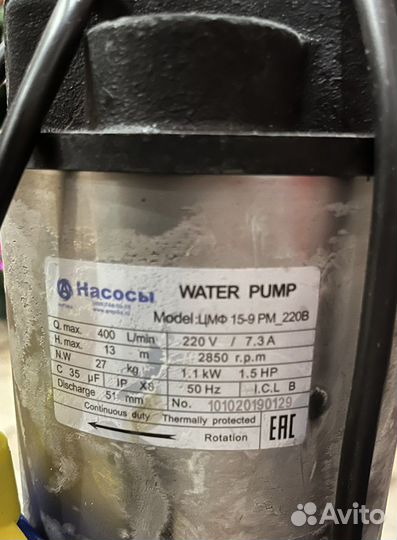 Насосы WATER PUMP
Model:ЦМФ 15-9 РМ_220В
Q. max. 400 L/min 220 V / 7.3 A
H. max. 13 m 2850 r.p.m
N.W 27 kg 1.1 kW 1.5 HP
C 35 µF IP X8 50 Hz I.C.L B
Discharge 51 mm No. 101020190129
Continuous duty Thermally protected
Rotation EAC
Avito